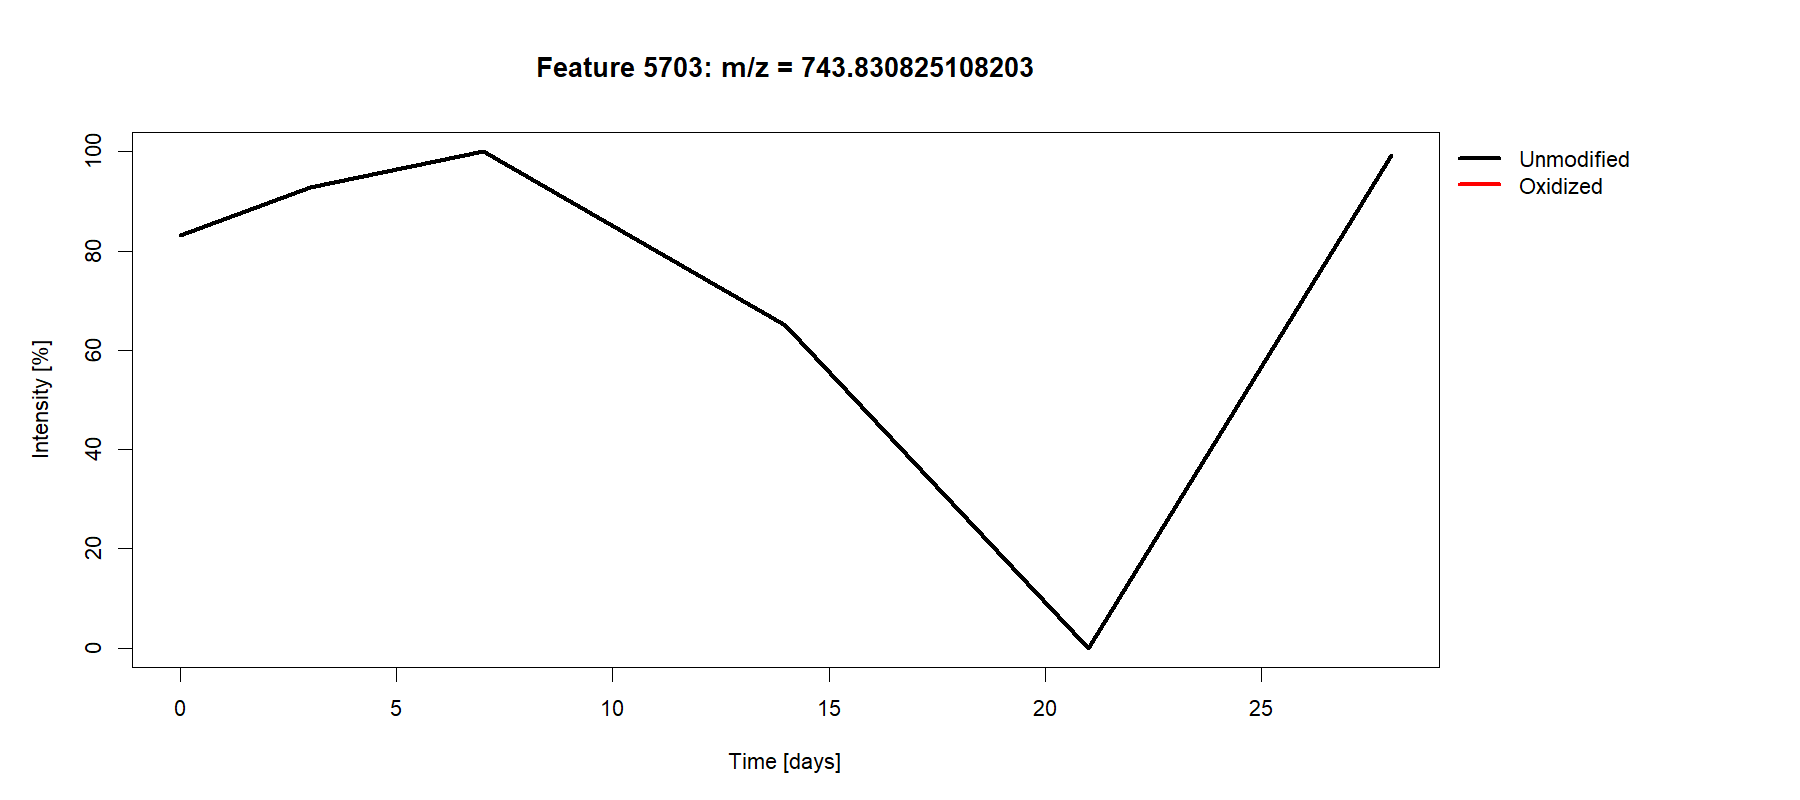 Feature 5703: m/z = 743.830825108203
Unmodified
Oxidized
Intensity [%]
100
80
60
40
20
0
0 5 10 15 20 25
Time [days]